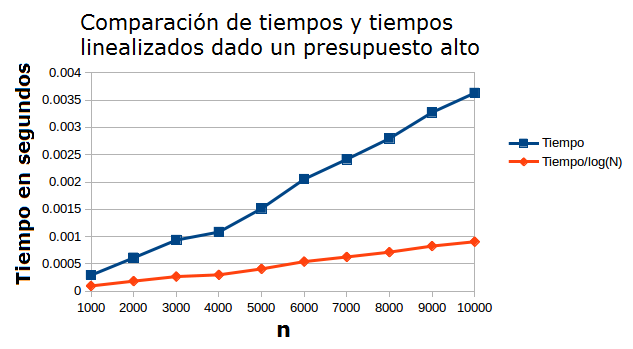 Comparación de tiempos y tiempos
linealizados dado un presupuesto alto
Tiempo en segundos
0.004
0.0035
0.003
0.0025
0.002
0.0015
0.001
0.0005
0
1000 2000 3000 4000 5000 6000 7000 8000 9000 10000
n
Tiempo
Tiempo/log(N)